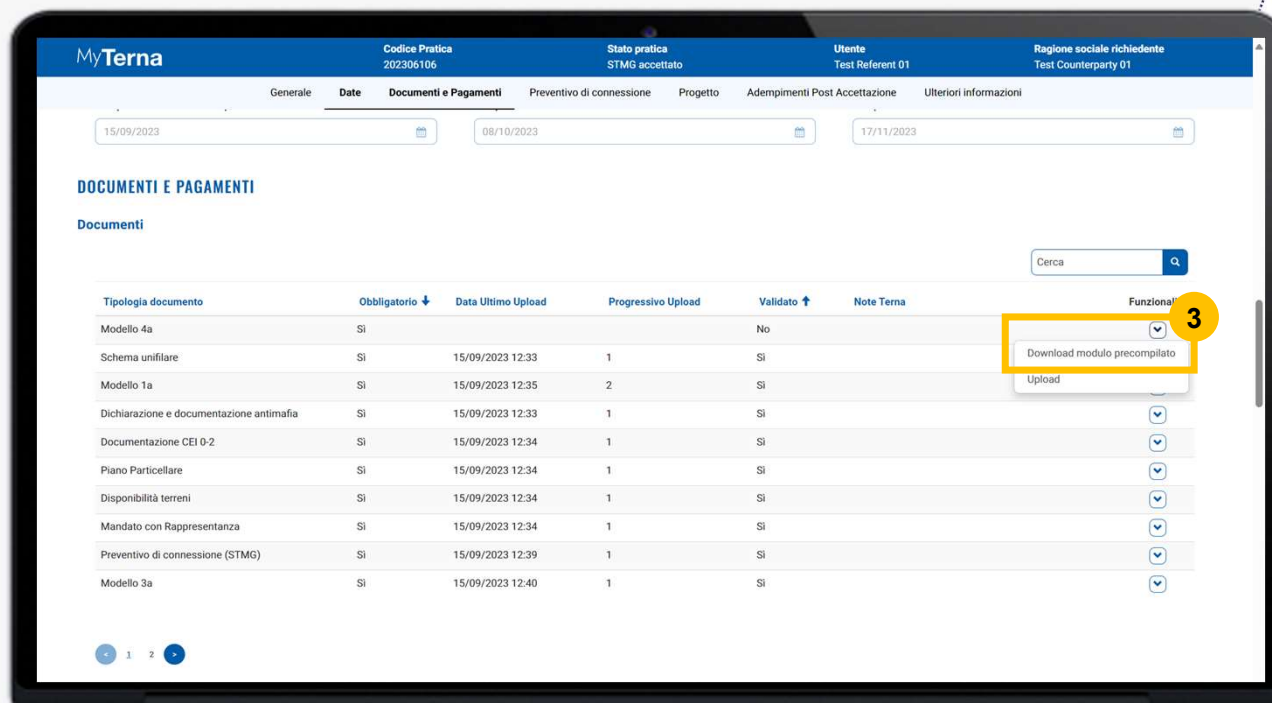 MyTerna
Codice Pratica
202306106
Stato pratica
STMG accettato
Utente
Test Referent 01
Ragione sociale richiedente
Test Counterparty 01
Generale Date Documenti e Pagamenti Preventivo di connessione Progetto Adempimenti Post Accettazione Ulteriori informazioni
15/09/2023 08/10/2023 17/11/2023
DOCUMENTI E PAGAMENTI
Documenti
Cerca
Tipologia documento Obbligatorio Data Ultimo Upload Progressivo Upload Validato Note Terna
3
Modello 4a Sì No
Download modulo precompilato
Upload
Schema unifilare Sì 15/09/2023 12:33 1 Sì
Modello 1a Sì 15/09/2023 12:35 2 Sì
Dichiarazione e documentazione antimafia Sì 15/09/2023 12:33 1 Sì
Documentazione CEI 0-2 Sì 15/09/2023 12:34 1 Sì
Piano Particellare Sì 15/09/2023 12:34 1 Sì
Disponibilità terreni Sì 15/09/2023 12:34 1 Sì
Mandato con Rappresentanza Sì 15/09/2023 12:34 1 Sì
Preventivo di connessione (STMG) Sì 15/09/2023 12:39 1 Sì
Modello 3a Sì 15/09/2023 12:40 1 Sì
< 1 2 >